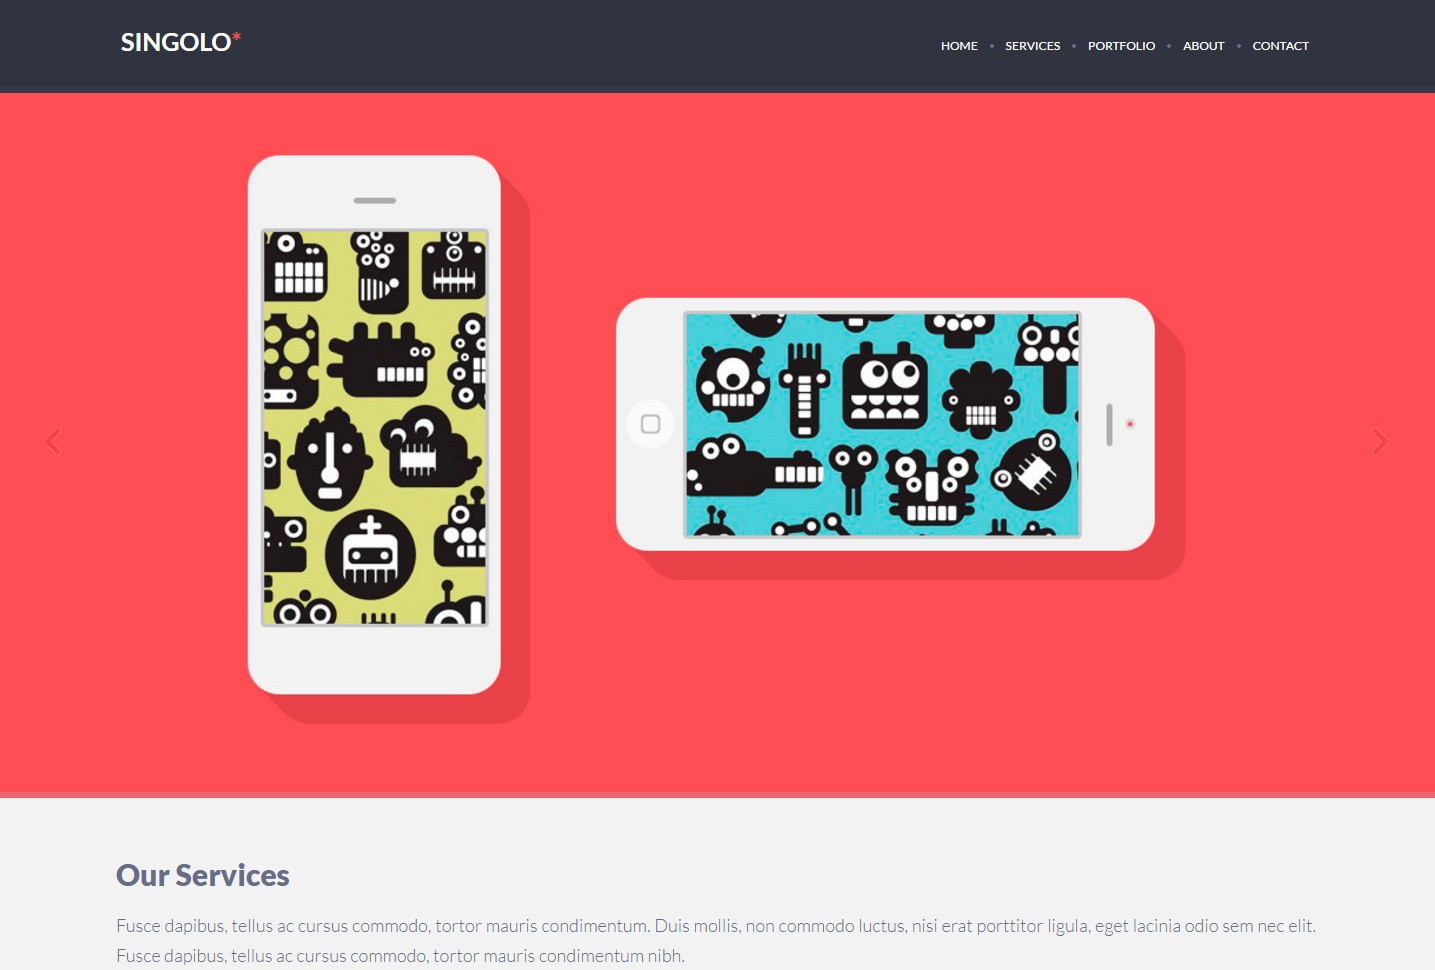 SINGOLO*
HOME • SERVICES • PORTFOLIO • ABOUT • CONTACT
Our Services
Fusce dapibus, tellus ac cursus commodo, tortor mauris condimentum. Duis mollis, non commodo luctus, nisi erat porttitor ligula, eget lacinia odio sem nec elit.
Fusce dapibus, tellus ac cursus commodo, tortor mauris condimentum nibh.